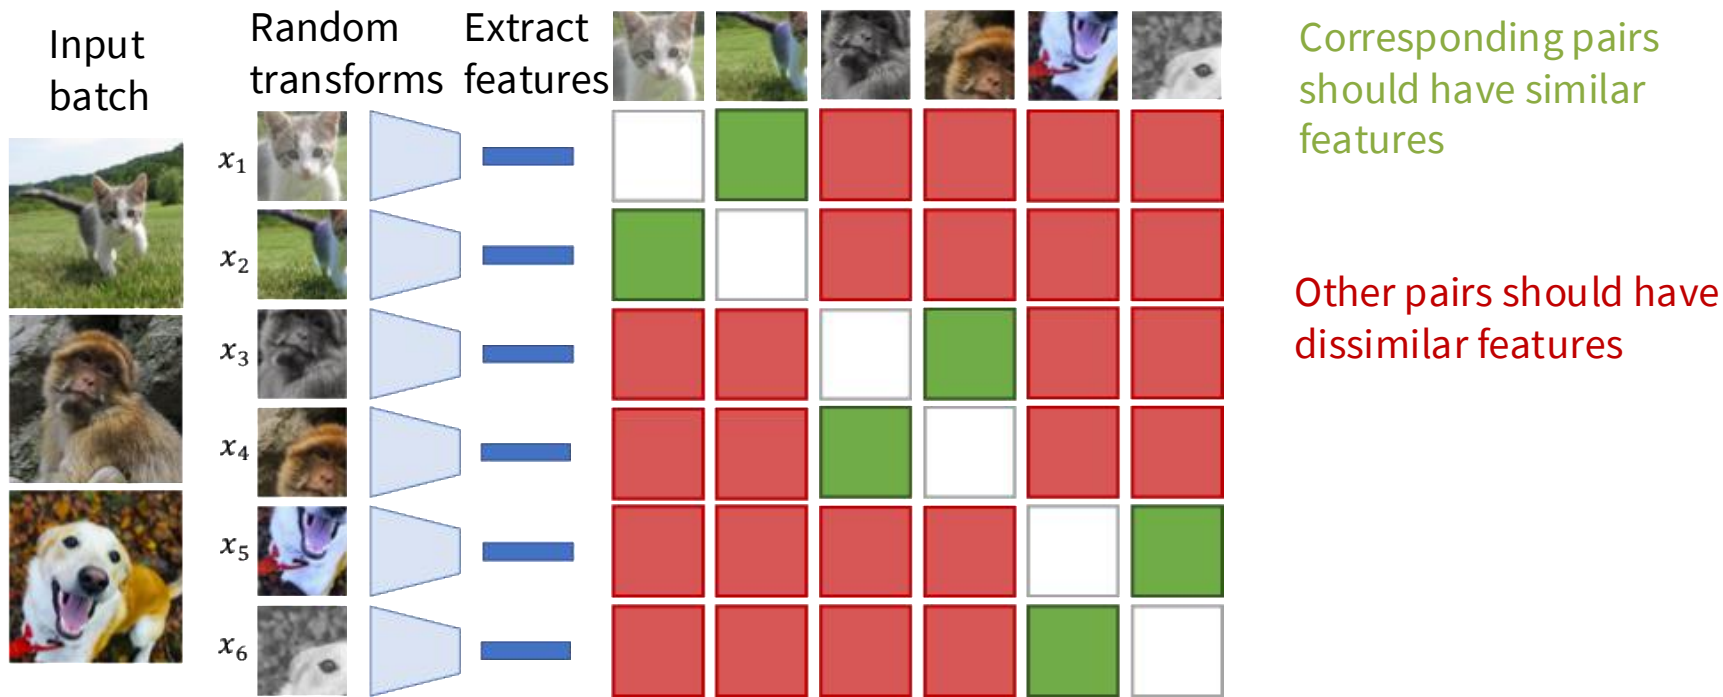 Input
batch
Random
transforms
Extract
features
x₁
x₂
x₃
x₄
x₅
x₆
Corresponding pairs
should have similar
features
Other pairs should have
dissimilar features